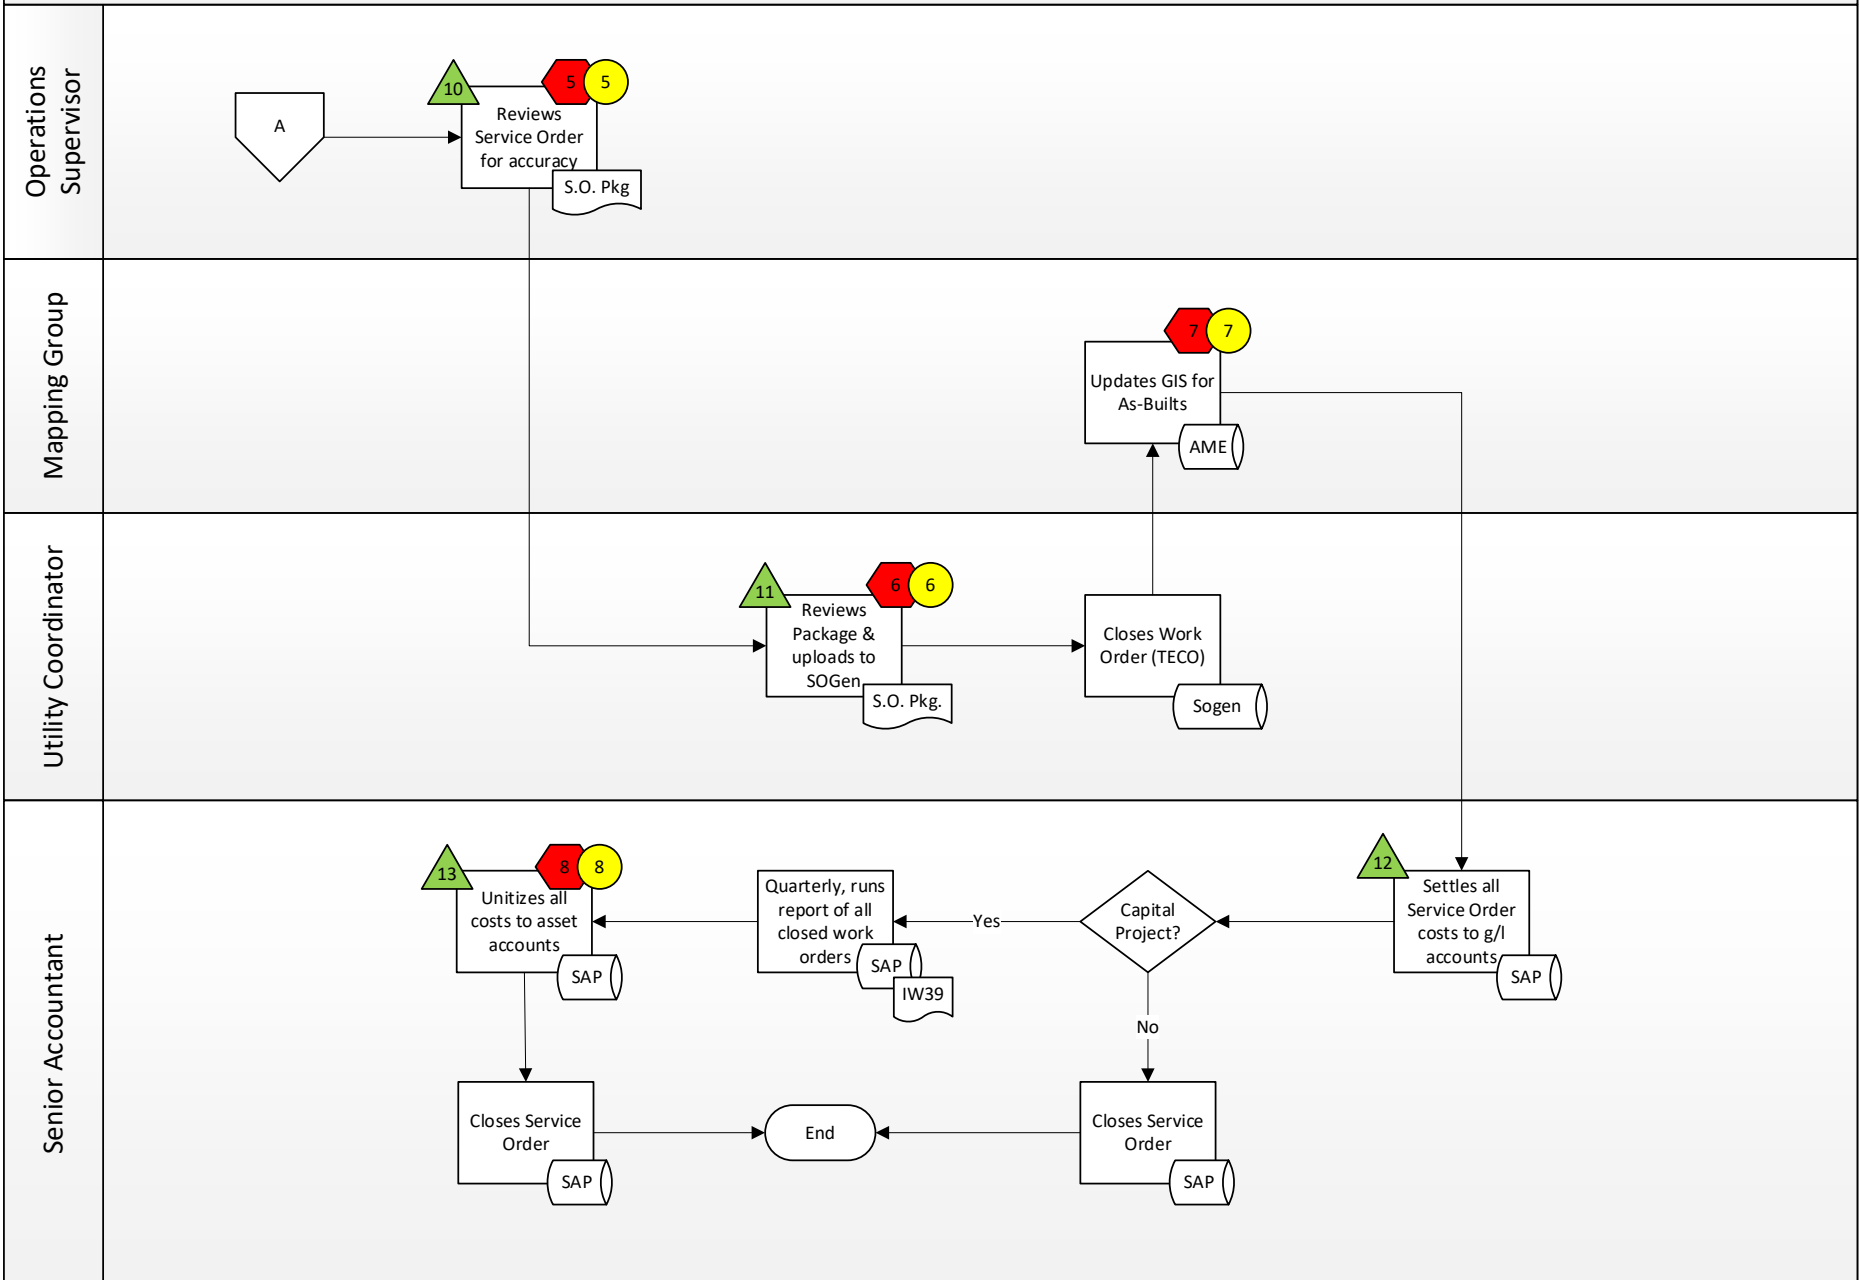 Operations
Supervisor
A
10
5
5
Reviews
Service Order
for accuracy
S.O. Pkg
Mapping Group
7
7
Updates GIS for
As-Builts
AME
Utility Coordinator
11
6
6
Reviews
Package &
uploads to
SOGen
S.O. Pkg.
Closes Work
Order (TECO)
Sogen
Senior Accountant
13
8
8
Unitizes all
costs to asset
accounts
SAP
Quarterly, runs
report of all
closed work
orders
SAP
IW39
Yes
Capital
Project?
No
12
Settles all
Service Order
costs to g/l
accounts
SAP
Closes Service
Order
SAP
End
Closes Service
Order
SAP